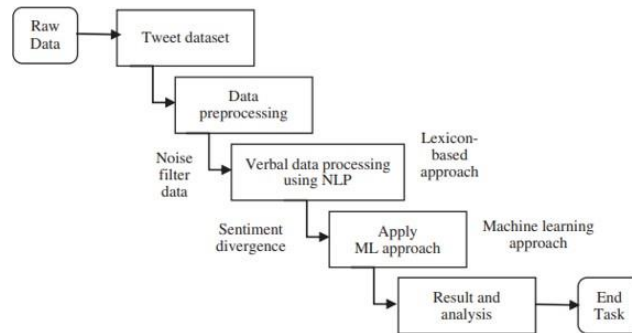 Raw
Data
Tweet dataset
Data
preprocessing
Noise
filter
data
Verbal data processing
using NLP
Lexicon-
based
approach
Sentiment
divergence
Apply
ML approach
Machine learning
approach
Result and
analysis
End
Task